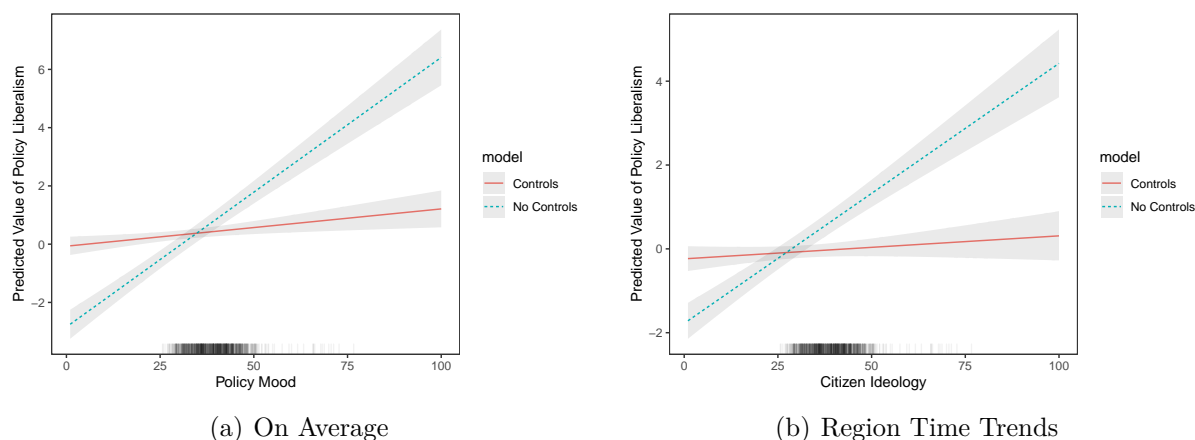 Predicted Value of Policy Liberalism
6
4
2
0
−2
0
25
50
75
100
Policy Mood
model
Controls
No Controls
(a) On Average
Predicted Value of Policy Liberalism
4
2
0
−2
0
25
50
75
100
Citizen Ideology
model
Controls
No Controls
(b) Region Time Trends